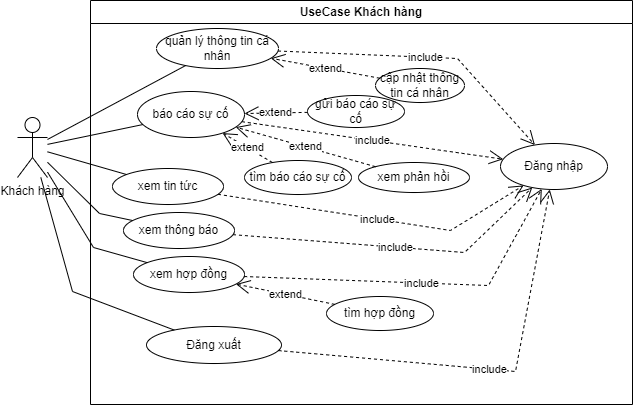 UseCase Khách hàng
quản lý thông tin cá
nhân
include
extend
cập nhật thông
tin cá nhân
báo cáo sự cố
extend
gửi báo cáo sự
cố
include
extend
extend
tìm báo cáo sự cố
xem phản hồi
Đăng nhập
Khách hàng
xem tin tức
include
xem thông báo
include
xem hợp đồng
include
extend
tìm hợp đồng
Đăng xuất
include